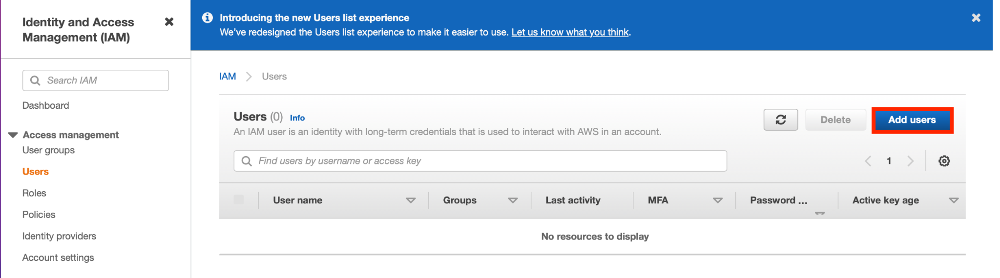 Identity and Access
Management (IAM)
Search IAM
Dashboard
Access management
User groups
Users
Roles
Policies
Identity providers
Account settings
Introducing the new Users list experience
We've redesigned the Users list experience to make it easier to use. Let us know what you think.
IAM Users
Users (0) Info
An IAM user is an identity with long-term credentials that is used to interact with AWS in an account.
Delete
Add users
Find users by username or access key
1
User name Groups Last activity MFA Password ... Active key age
No resources to display